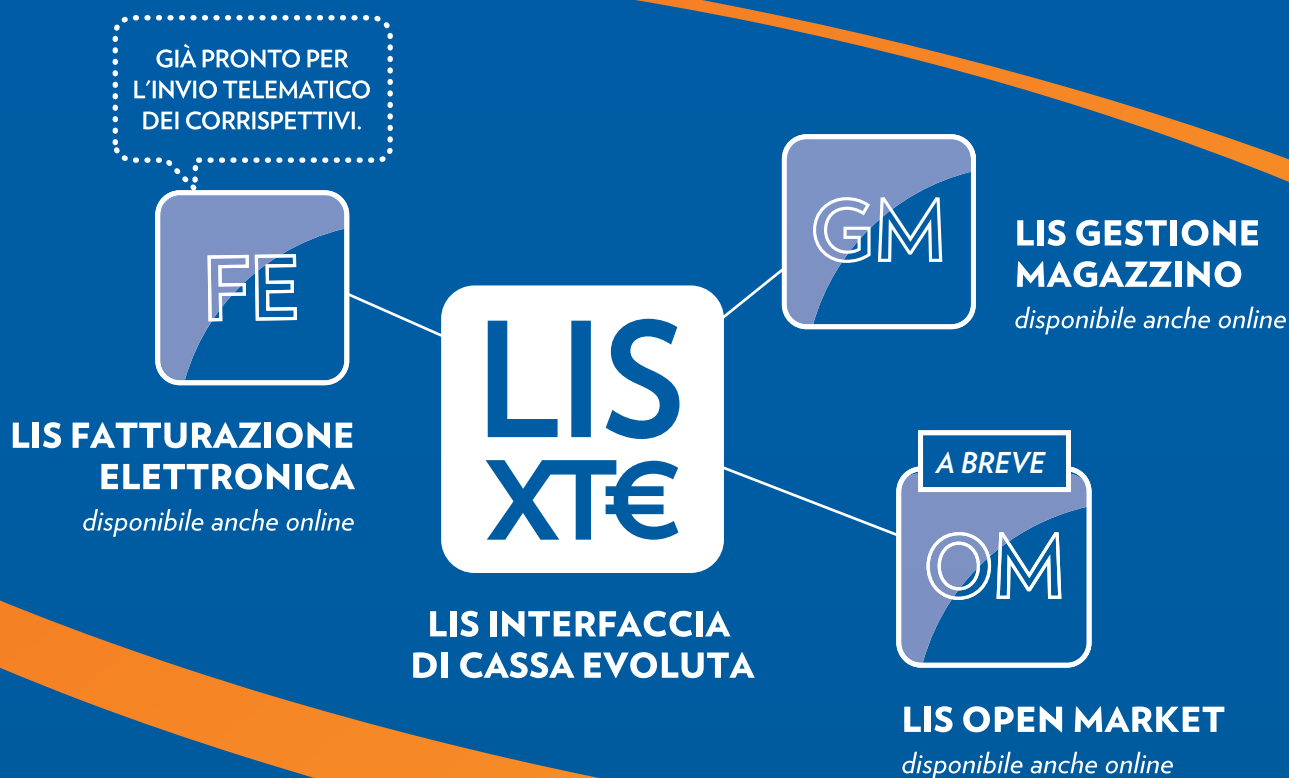 GIÀ PRONTO PER
L'INVIO TELEMATICO
DEI CORRISPETTIVI.
FE
LIS FATTURAZIONE
ELETTRONICA
disponibile anche online
LIS
XT€
LIS INTERFACCIA
DI CASSA EVOLUTA
GM
LIS GESTIONE
MAGAZZINO
disponibile anche online
A BREVE
OM
LIS OPEN MARKET
disponibile anche online